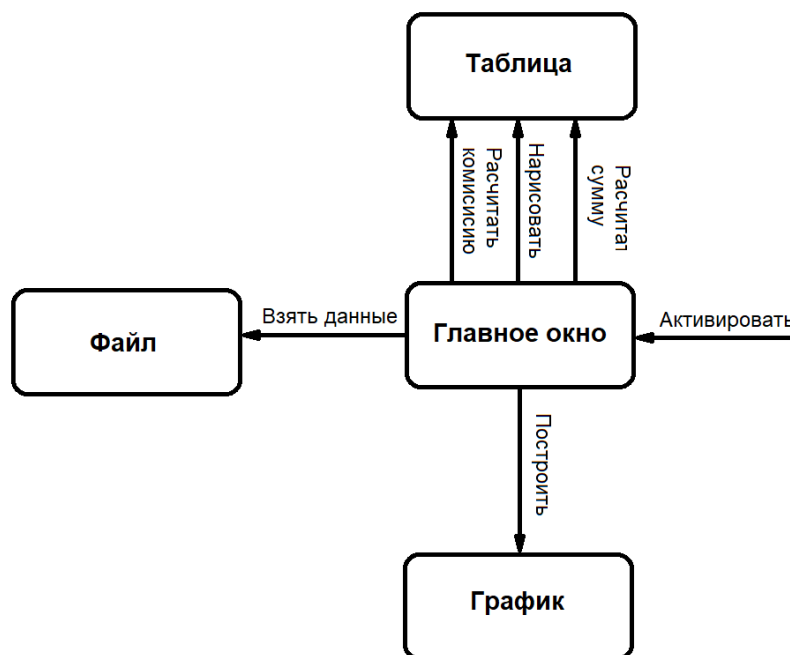 Таблица
Расчитать
комисисию
Нарисовать
Расчитат
сумму
Взять данные
Файл
Главное окно
Активировать
Построить
График